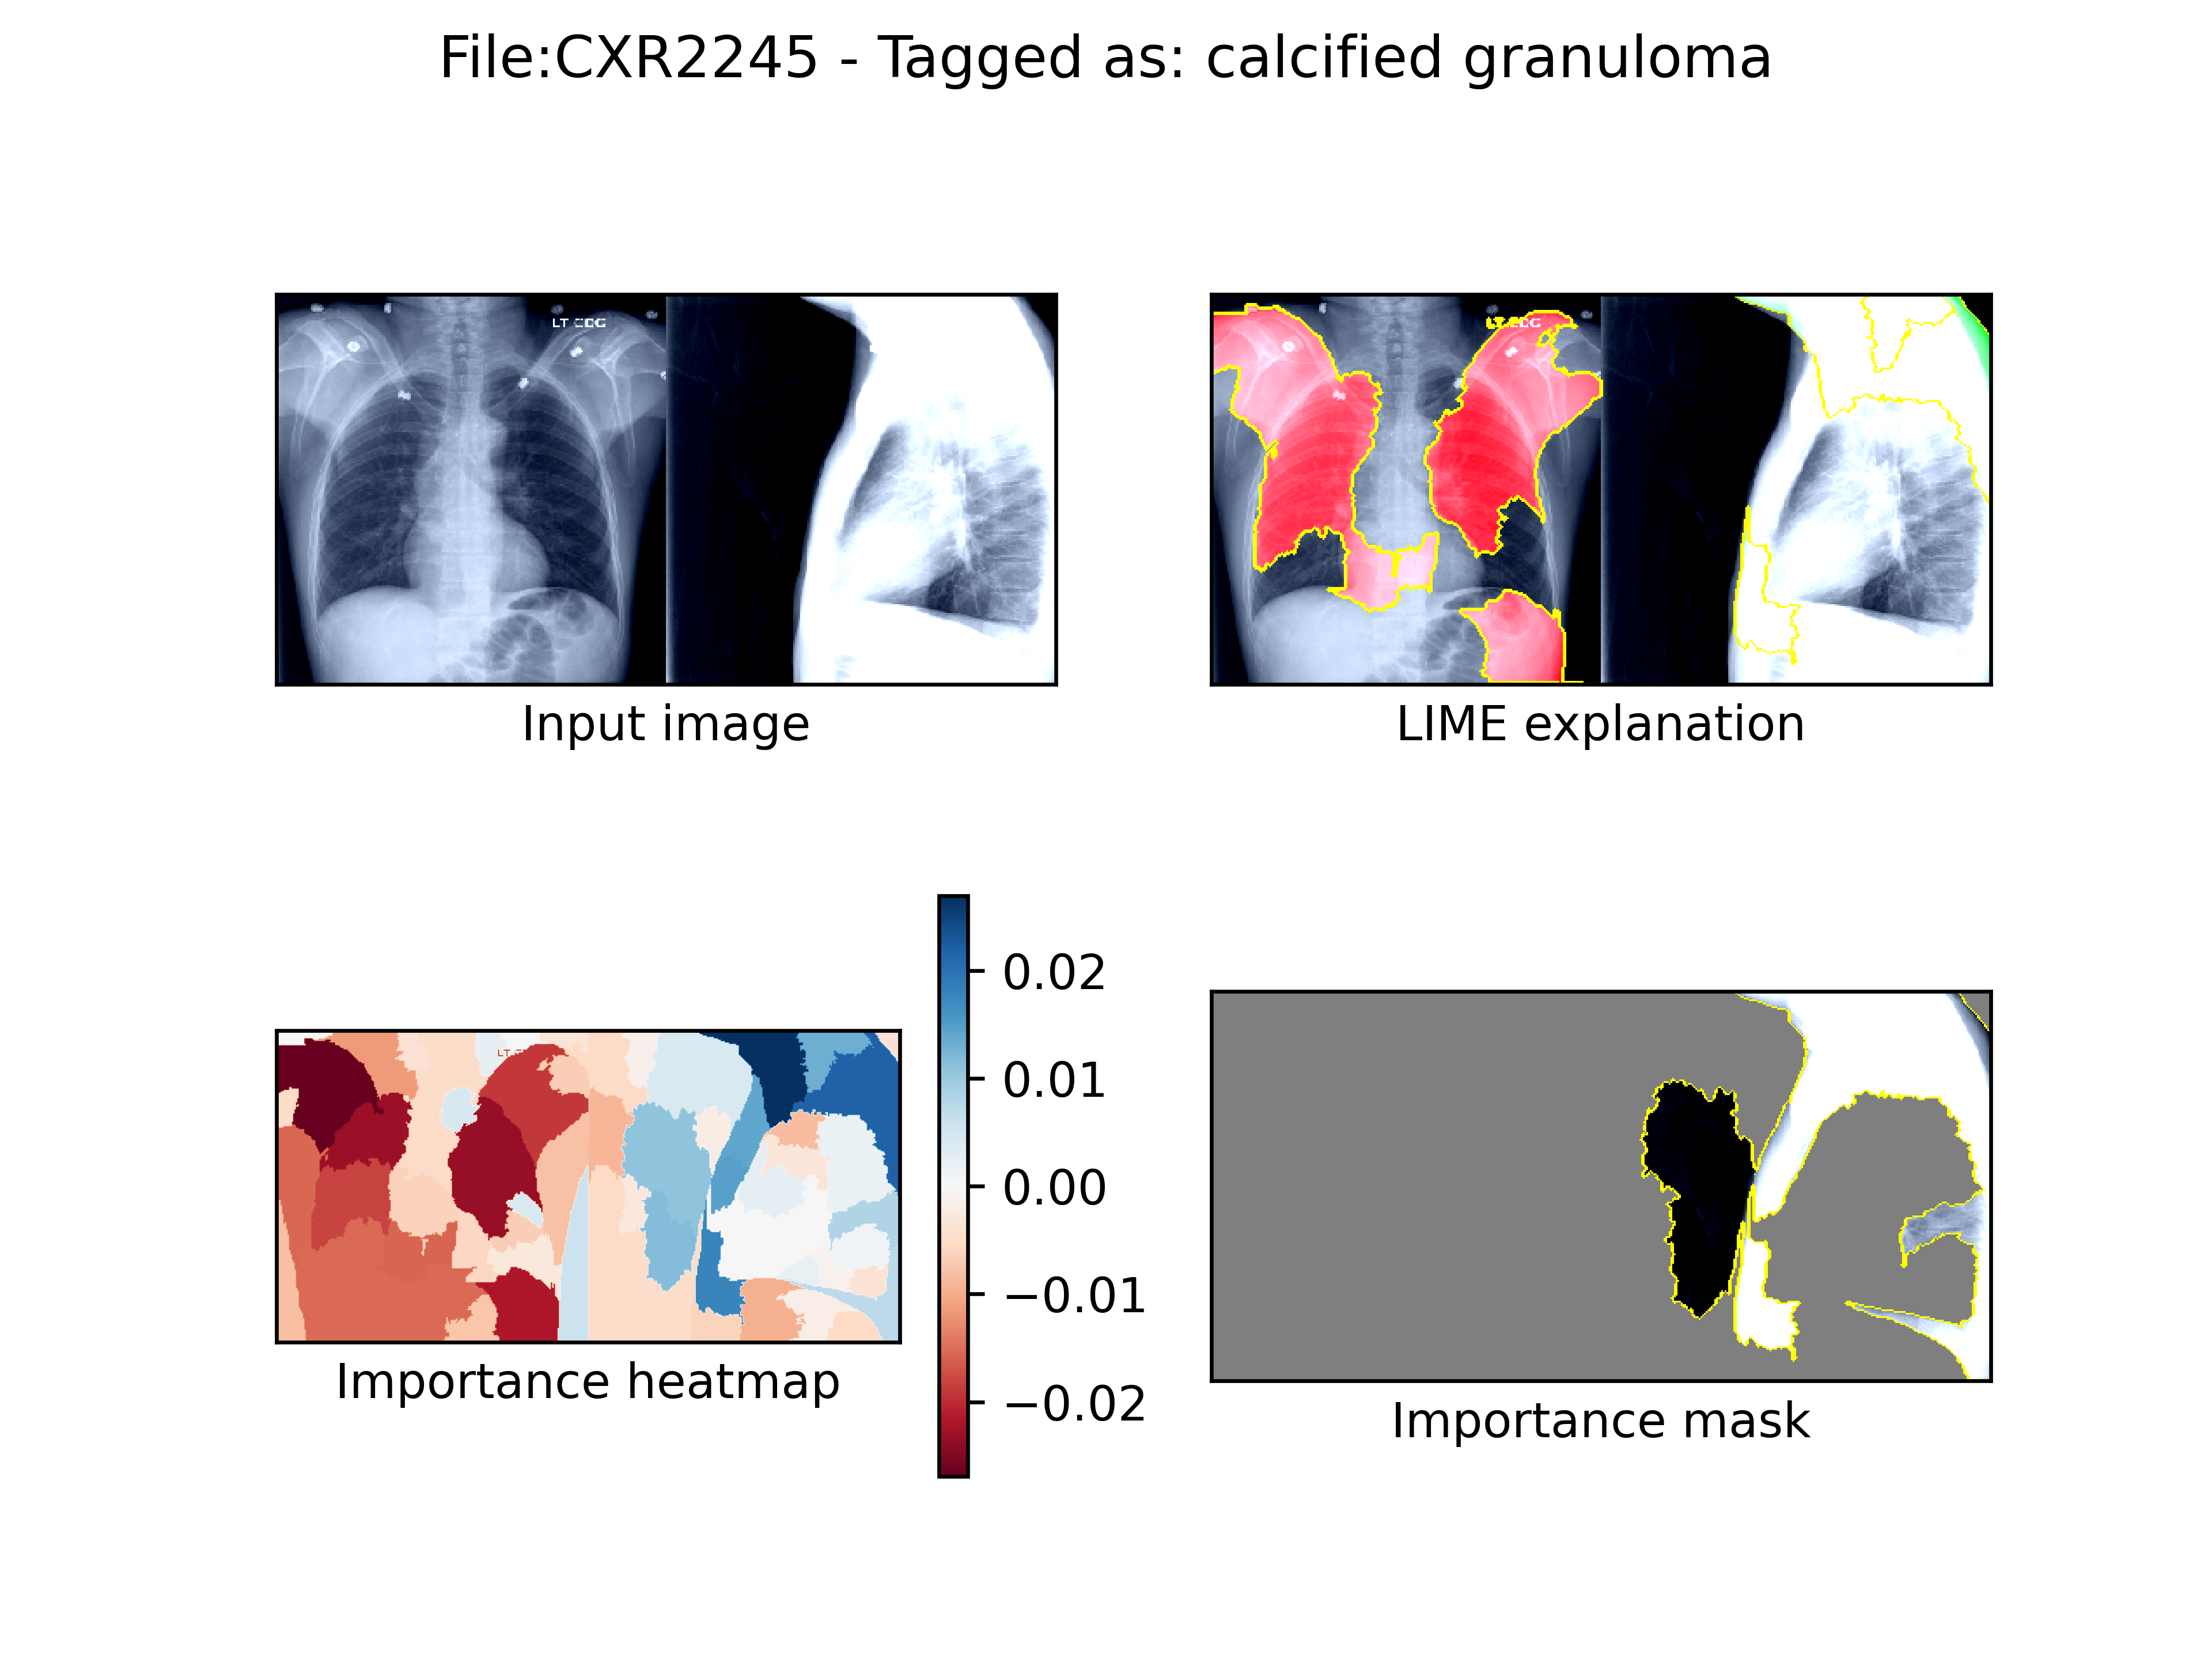 File:CXR2245 - Tagged as: calcified granuloma
LT
Input image
LIME explanation
0.02
0.01
0.00
−0.01
−0.02
Importance heatmap
Importance mask